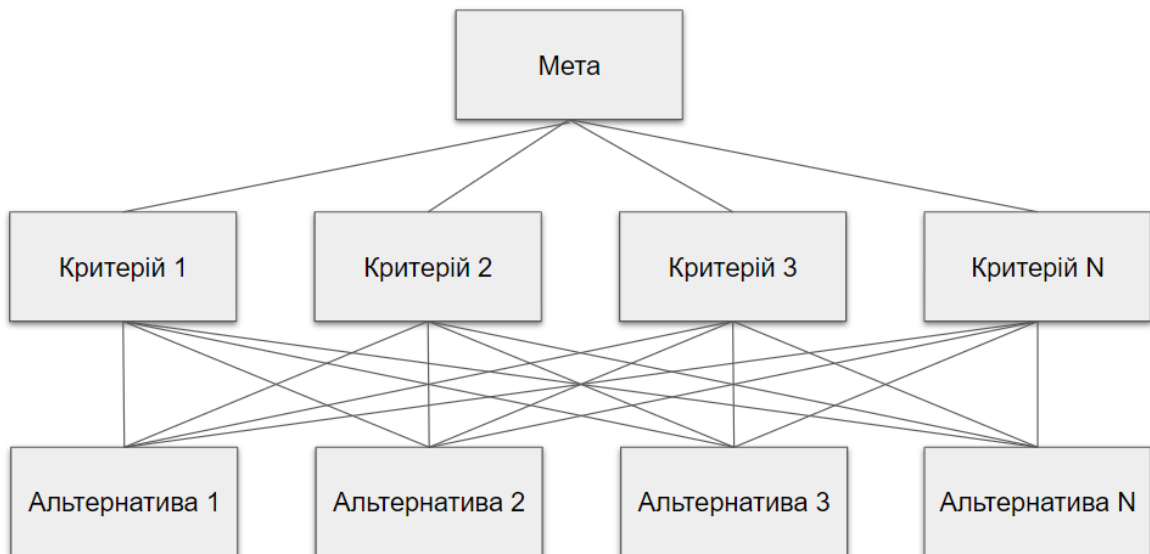 Мета
Критерій 1
Критерій 2
Критерій 3
Критерій N
Альтернатива 1
Альтернатива 2
Альтернатива 3
Альтернатива N